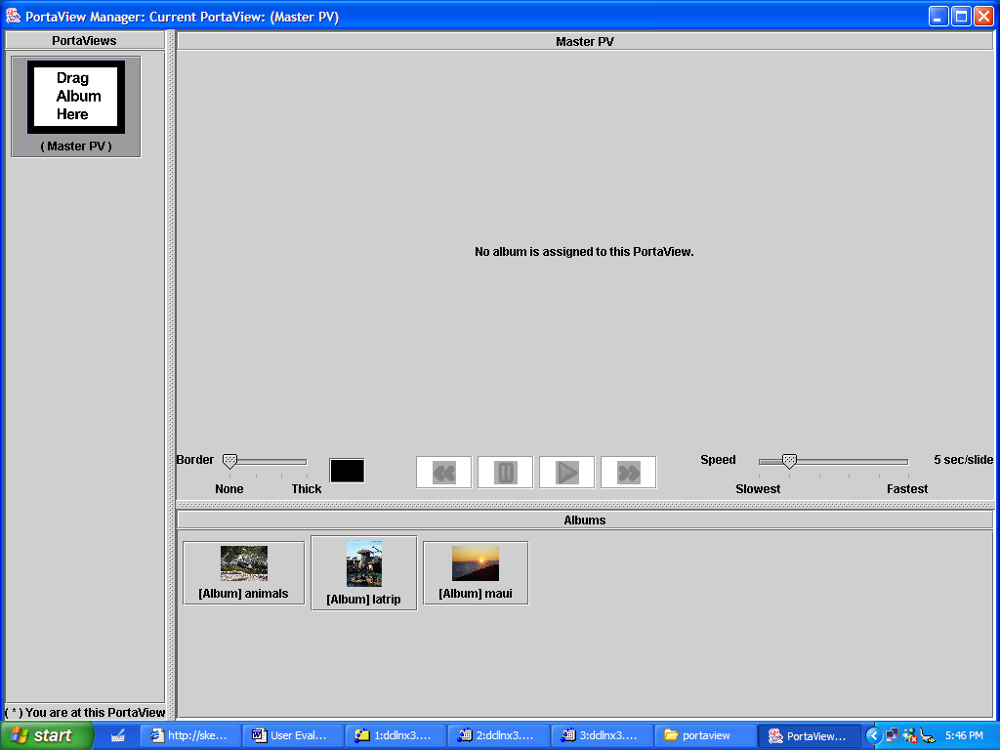 PortaView Manager: Current PortaView: (Master PV)
PortaViews
Master PV
Drag
Album
Here
( Master PV )
No album is assigned to this PortaView.
Border
None
Thick
Speed
5 sec/slide
Slowest
Fastest
Albums
[Album] animals
[Album] latrip
[Album] maui
( * ) You are at this PortaView
start
http://ske...
User Eval...
1:ddlnx3....
2:ddlnx3....
3:ddlnx3....
portaview
PortaView...
5:46 PM